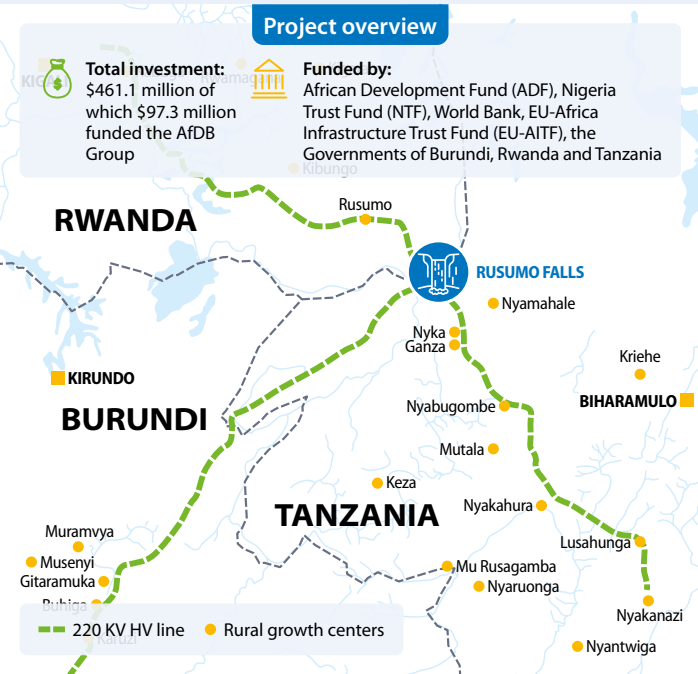 Project overview
Total investment:
$461.1 million of
which $97.3 million
funded the AfDB
Group
Funded by:
African Development Fund (ADF), Nigeria
Trust Fund (NTF), World Bank, EU-Africa
Infrastructure Trust Fund (EU-AITF), the
Governments of Burundi, Rwanda and Tanzania
KIGALI
Rwamagana
Kibungo
Rusumo
RWANDA
RUSUMO FALLS
Nyamahale
Nyka
Ganza
Kriehe
KIRUNDO
BIHARAMULO
Nyabugombe
BURUNDI
Mutala
Keza
Nyakahura
TANZANIA
Muramvya
Lusahunga
Musenyi
Mu Rusagamba
Gitaramuka
Nyaruonga
Buhiga
Nyakanazi
220 KV HV line
Rural growth centers
Karuzi
Nyantwiga